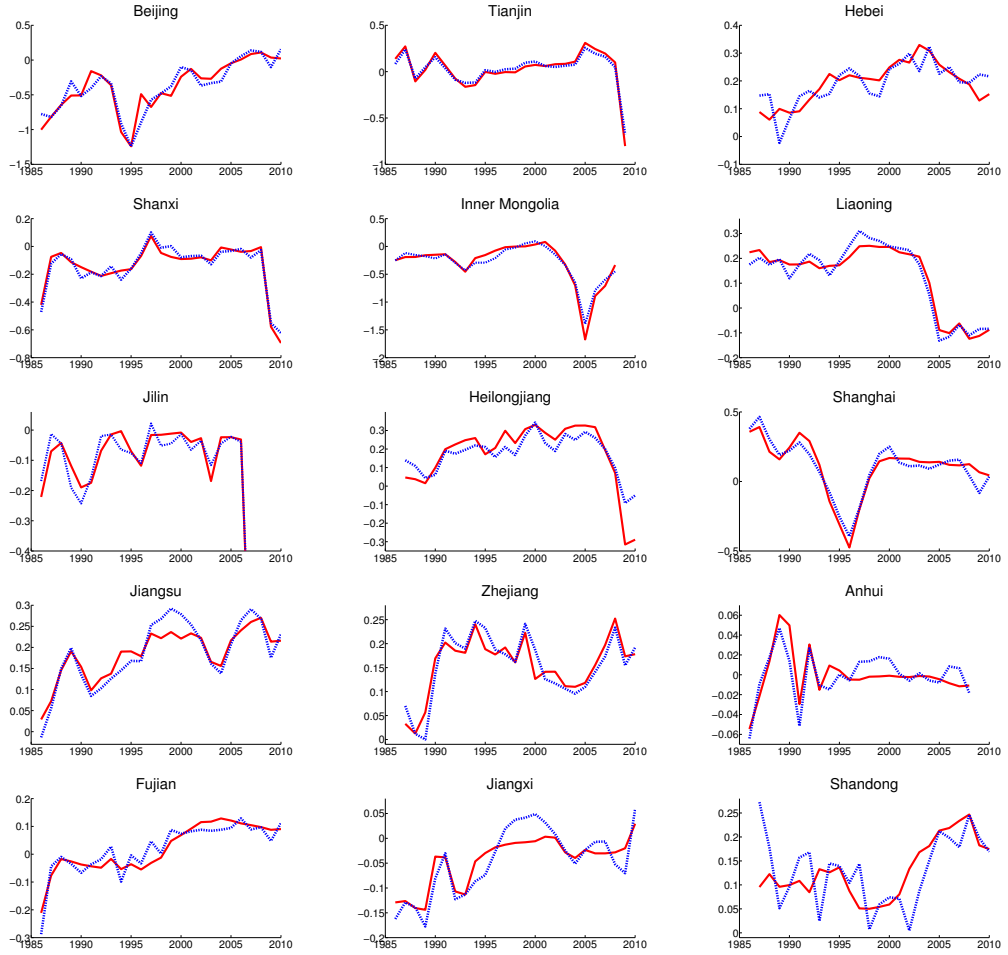 Beijing
0.5
0
−0.5
−1
−1.5
1985 1990 1995 2000 2005 2010
Tianjin
0.5
0
−0.5
−1
1985 1990 1995 2000 2005 2010
Hebei
0.4
0.3
0.2
0.1
0
−0.1
1985 1990 1995 2000 2005 2010
Shanxi
0.2
0
−0.2
−0.4
−0.6
−0.8
1985 1990 1995 2000 2005 2010
Inner Mongolia
0.5
0
−0.5
−1
−1.5
−2
1985 1990 1995 2000 2005 2010
Liaoning
0.3
0.2
0.1
0
−0.1
−0.2
1985 1990 1995 2000 2005 2010
Jilin
0
−0.1
−0.2
−0.3
−0.4
1985 1990 1995 2000 2005 2010
Heilongjiang
0.3
0.2
0.1
0
−0.1
−0.2
−0.3
1985 1990 1995 2000 2005 2010
Shanghai
0.5
0
−0.5
1985 1990 1995 2000 2005 2010
Jiangsu
0.3
0.25
0.2
0.15
0.1
0.05
0
1985 1990 1995 2000 2005 2010
Zhejiang
0.25
0.2
0.15
0.1
0.05
0
1985 1990 1995 2000 2005 2010
Anhui
0.06
0.04
0.02
0
−0.02
−0.04
−0.06
1985 1990 1995 2000 2005 2010
Fujian
0.2
0.1
0
−0.1
−0.2
−0.3
1985 1990 1995 2000 2005 2010
Jiangxi
0.05
0
−0.05
−0.1
−0.15
−0.2
1985 1990 1995 2000 2005 2010
Shandong
0.25
0.2
0.15
0.1
0.05
0
1985 1990 1995 2000 2005 2010